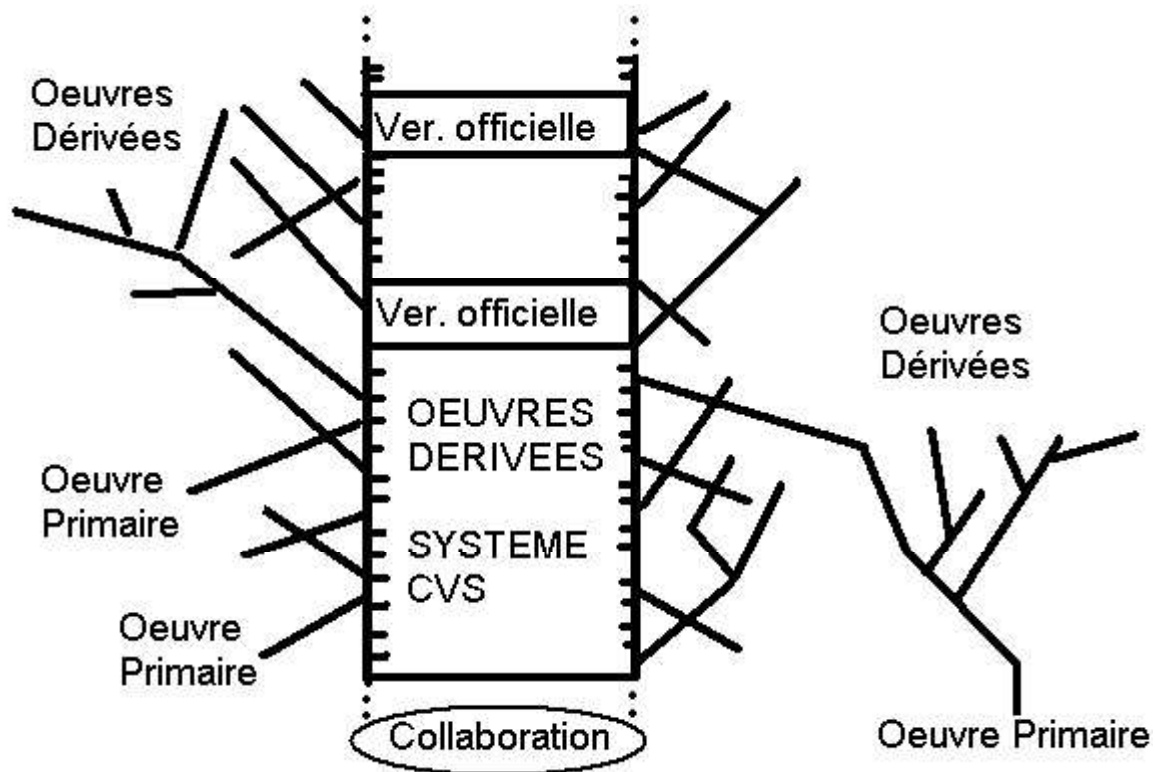 Oeuvres
Dérivées
Ver. officielle
Ver. officielle
Oeuvres
Dérivées
OEUVRES
DERIVEES
Oeuvre
Primaire
SYSTEME
CVS
Oeuvre
Primaire
Collaboration
Oeuvre Primaire